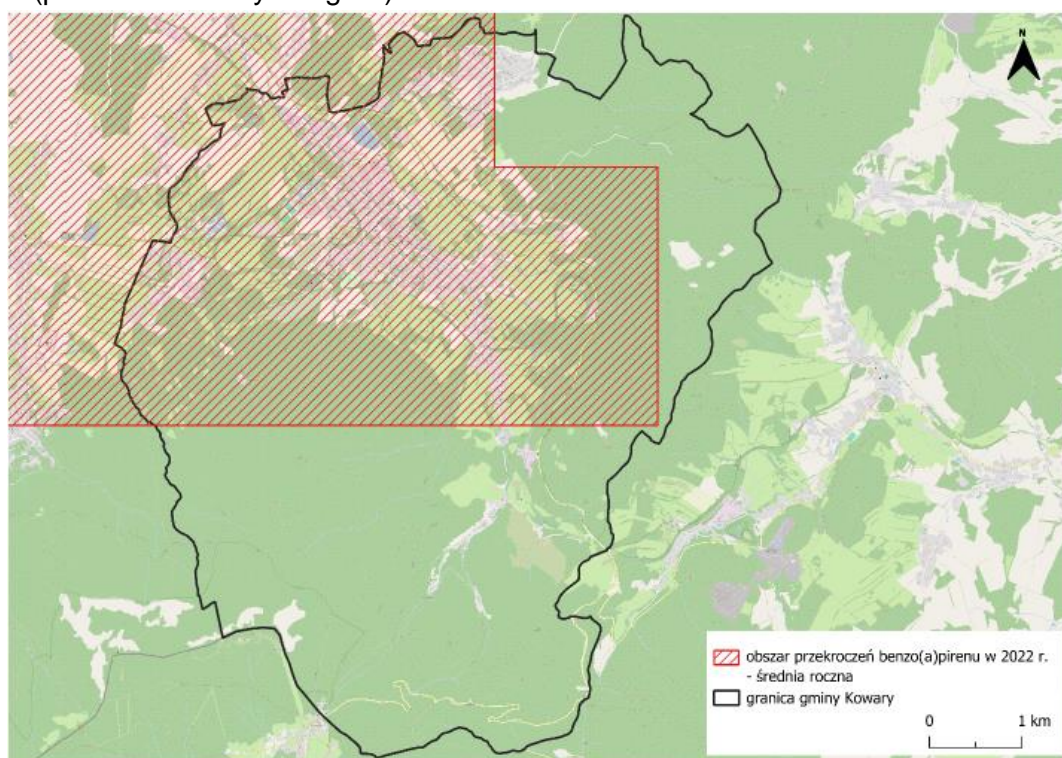 N
obszar przekroczeń benzo(a)pirenu w 2022 r.
- średnia roczna
granica gminy Kowary
0 1 km